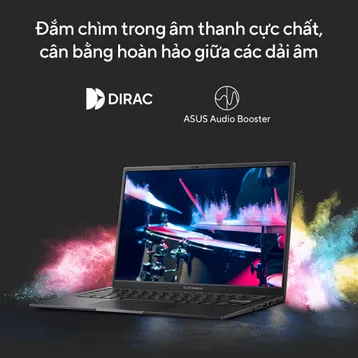 Đắm chìm trong âm thanh cực chất,
cân bằng hoàn hảo giữa các dải âm
DIRAC
ASUS Audio Booster